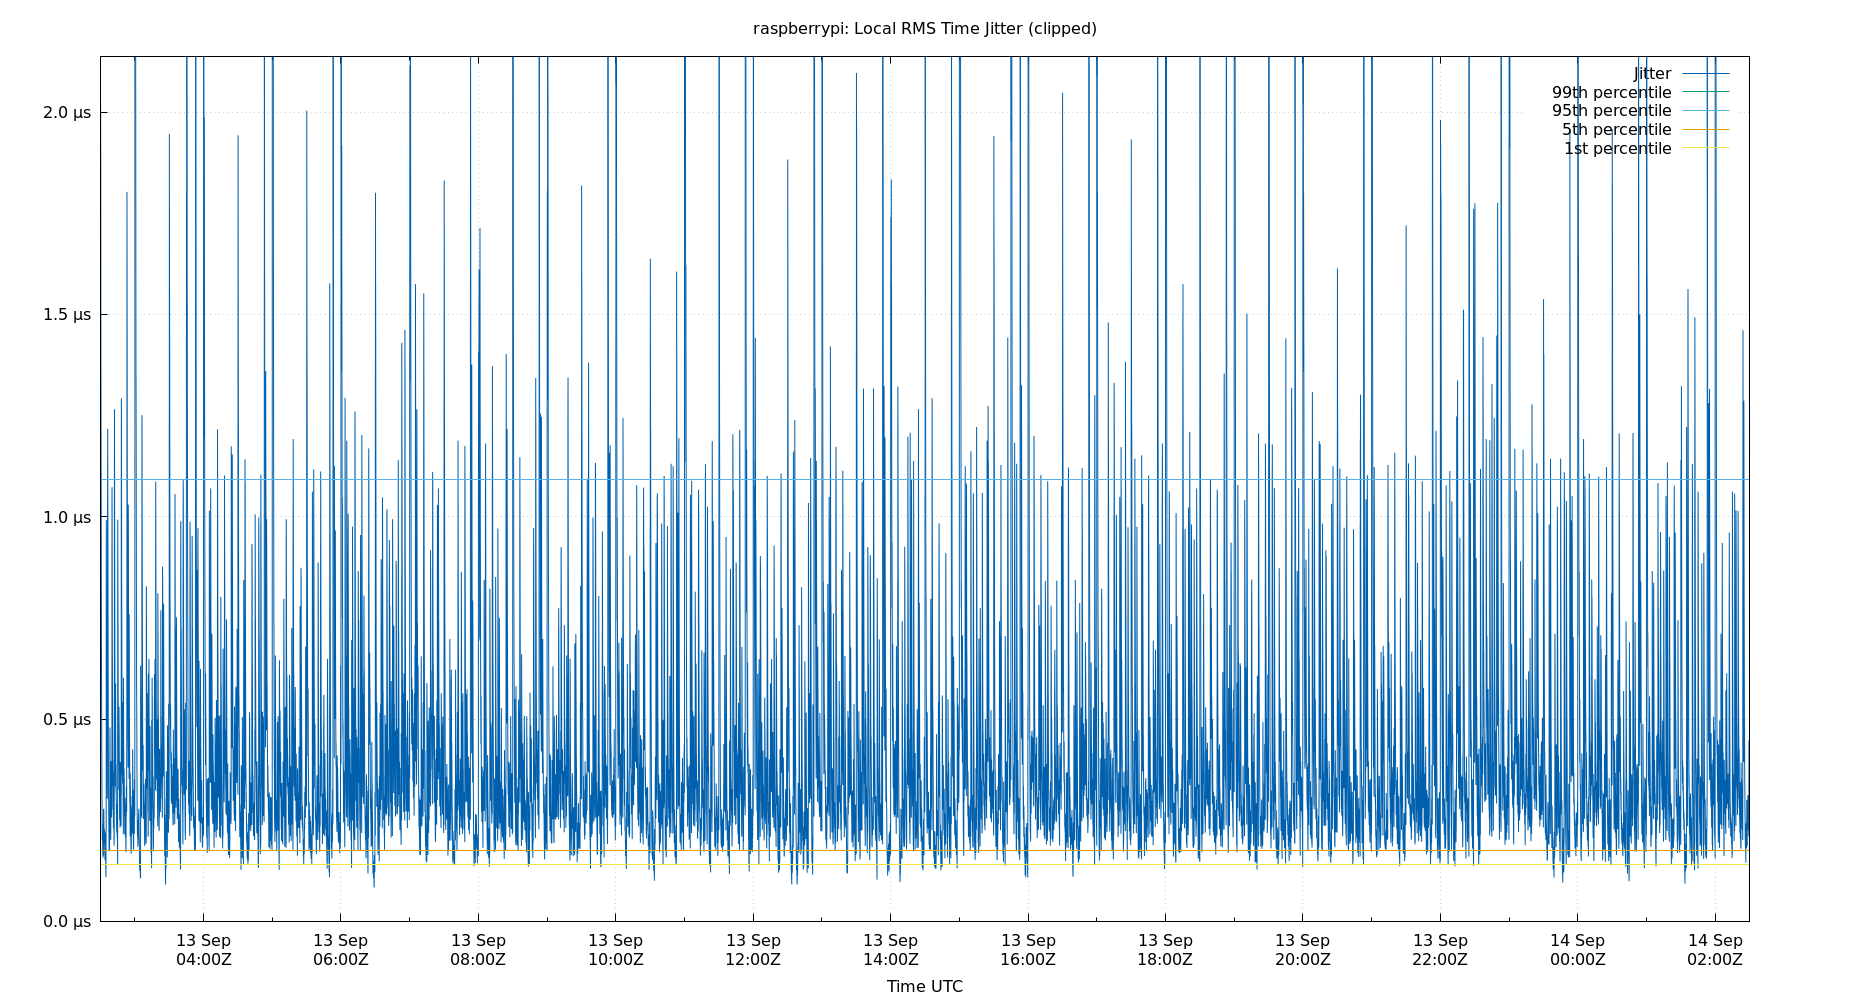 raspberrypi: Local RMS Time Jitter (clipped)
Jitter
99th percentile
95th percentile
5th percentile
1st percentile
2.0 µs
1.5 µs
1.0 µs
0.5 µs
0.0 µs
13 Sep 13 Sep 13 Sep 13 Sep 13 Sep 13 Sep 13 Sep 13 Sep 13 Sep 13 Sep 14 Sep 14 Sep
04:00Z 06:00Z 08:00Z 10:00Z 12:00Z 14:00Z 16:00Z 18:00Z 20:00Z 22:00Z 00:00Z 02:00Z
Time UTC